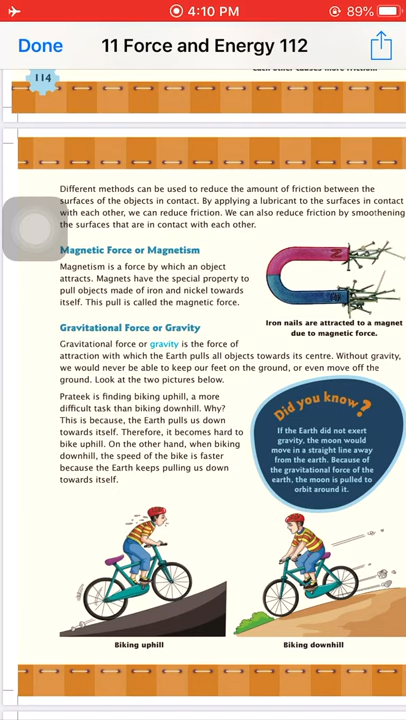 4:10 PM
89%
Done
11 Force and Energy 112
each other causes more friction.
114
Different methods can be used to reduce the amount of friction between the
surfaces of the objects in contact. By applying a lubricant to the surfaces in contact
with each other, we can reduce friction. We can also reduce friction by smoothening
the surfaces that are in contact with each other.
Magnetic Force or Magnetism
Magnetism is a force by which an object
attracts. Magnets have the special property to
pull objects made of iron and nickel towards
itself. This pull is called the magnetic force.
N
Iron nails are attracted to a magnet
due to magnetic force.
Gravitational Force or Gravity
Gravitational force or gravity is the force of
attraction with which the Earth pulls all objects towards its centre. Without gravity,
we would never be able to keep our feet on the ground, or even move off the
ground. Look at the two pictures below.
Prateek is finding biking uphill, a more
difficult task than biking downhill. Why?
This is because, the Earth pulls us down
towards itself. Therefore, it becomes hard to
bike uphill. On the other hand, when biking
downhill, the speed of the bike is faster
because the Earth keeps pulling us down
towards itself.
Did you know?
If the Earth did not exert
gravity, the moon would
move in a straight line away
from the earth. Because of
the gravitational force of the
earth, the moon is pulled to
orbit around it.
Biking uphill
Biking downhill